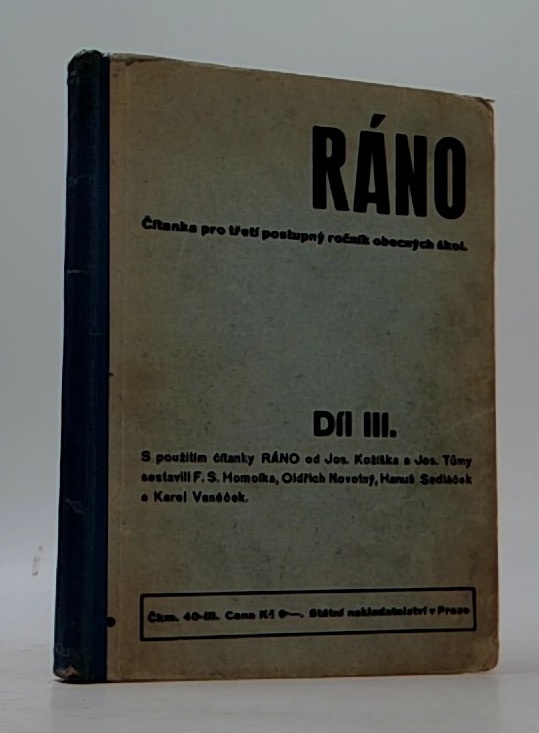 RÁNO
Čítanka pro třetí postupný ročník obecných škol.
Díl III.
S použitím čítanky RÁNO od Jos. Kožíška a Jos. Tůmy
sestavili F. S. Homolka, Oldřich Novotný, Hanuš Sedláček
a Karel Vaněček.
Čkm. 40-III. Cena Kč 9—. Státní nakladatelství v Praze